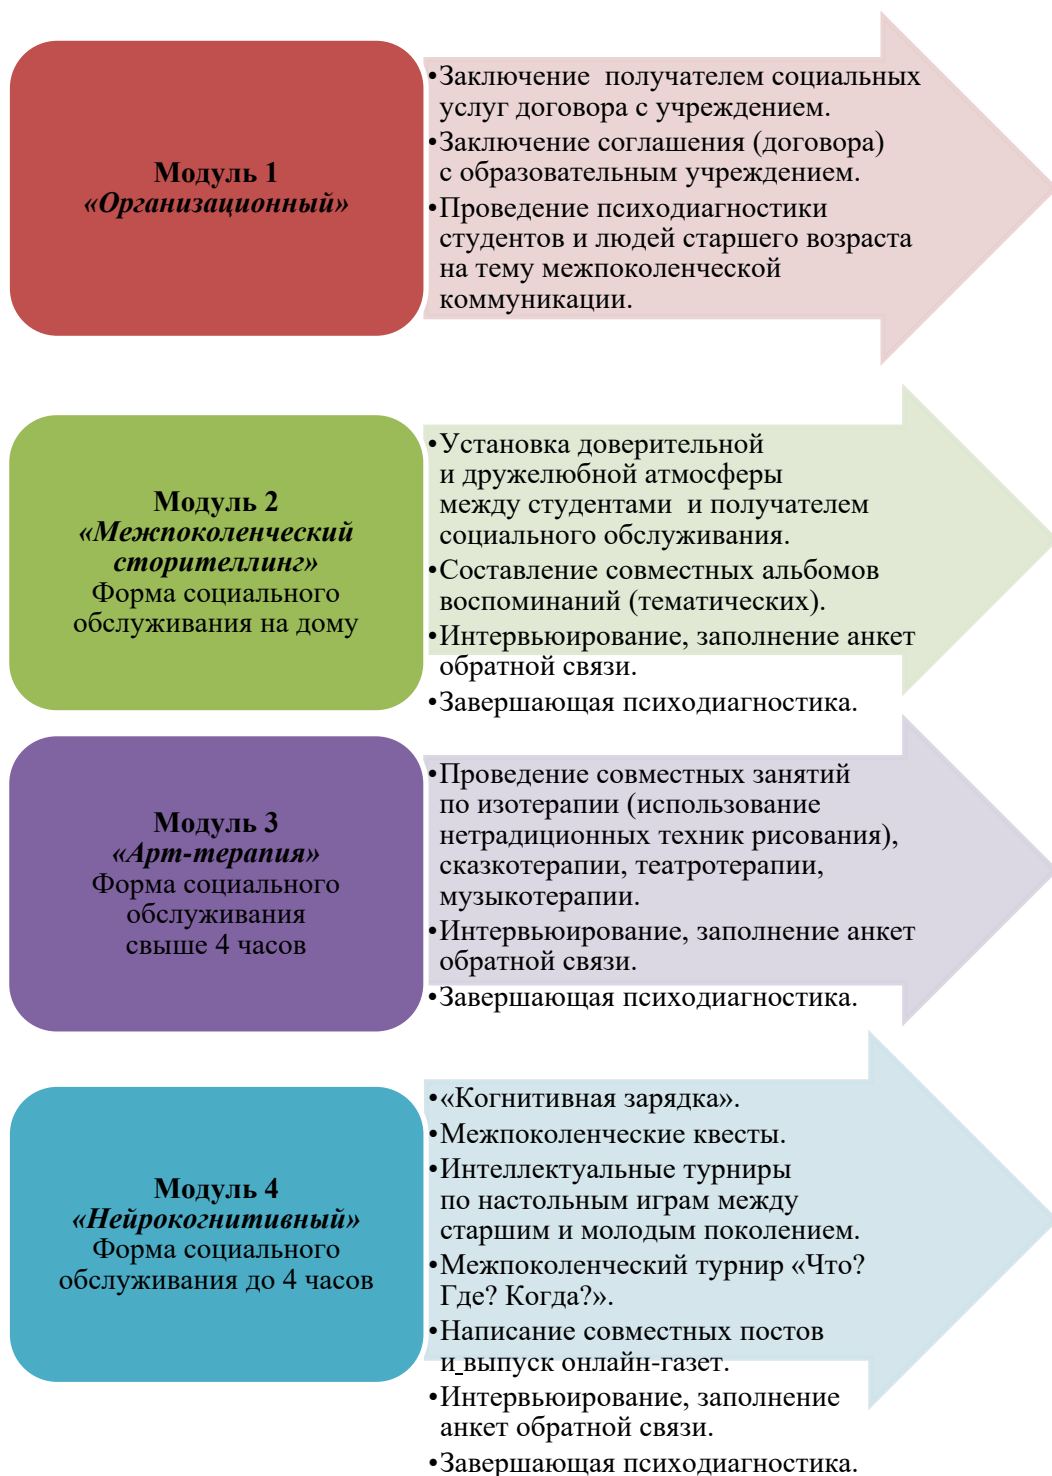 Модуль 1
«Организационный»
•Заключение получателем социальных
услуг договора с учреждением.
•Заключение соглашения (договора)
с образовательным учреждением.
•Проведение психодиагностики
студентов и людей старшего возраста
на тему межпоколенческой
коммуникации.
Модуль 2
«Межпоколенческий
сторителлинг»
Форма социального
обслуживания на дому
•Установка доверительной
и дружелюбной атмосферы
между студентами и получателем
социального обслуживания.
•Составление совместных альбомов
воспоминаний (тематических).
•Интервьюирование, заполнение анкет
обратной связи.
•Завершающая психодиагностика.
Модуль 3
«Арт-терапия»
Форма социального
обслуживания
свыше 4 часов
•Проведение совместных занятий
по изотерапии (использование
нетрадиционных техник рисования),
сказкотерапии, театротерапии,
музыкотерапии.
•Интервьюирование, заполнение анкет
обратной связи.
•Завершающая психодиагностика.
Модуль 4
«Нейрокогнитивный»
Форма социального
обслуживания до 4 часов
•«Когнитивная зарядка».
•Межпоколенческие квесты.
•Интеллектуальные турниры
по настольным играм между
старшим и молодым поколением.
•Межпоколенческий турнир «Что?
Где? Когда?».
•Написание совместных постов
и выпуск онлайн-газет.
•Интервьюирование, заполнение
анкет обратной связи.
•Завершающая психодиагностика.